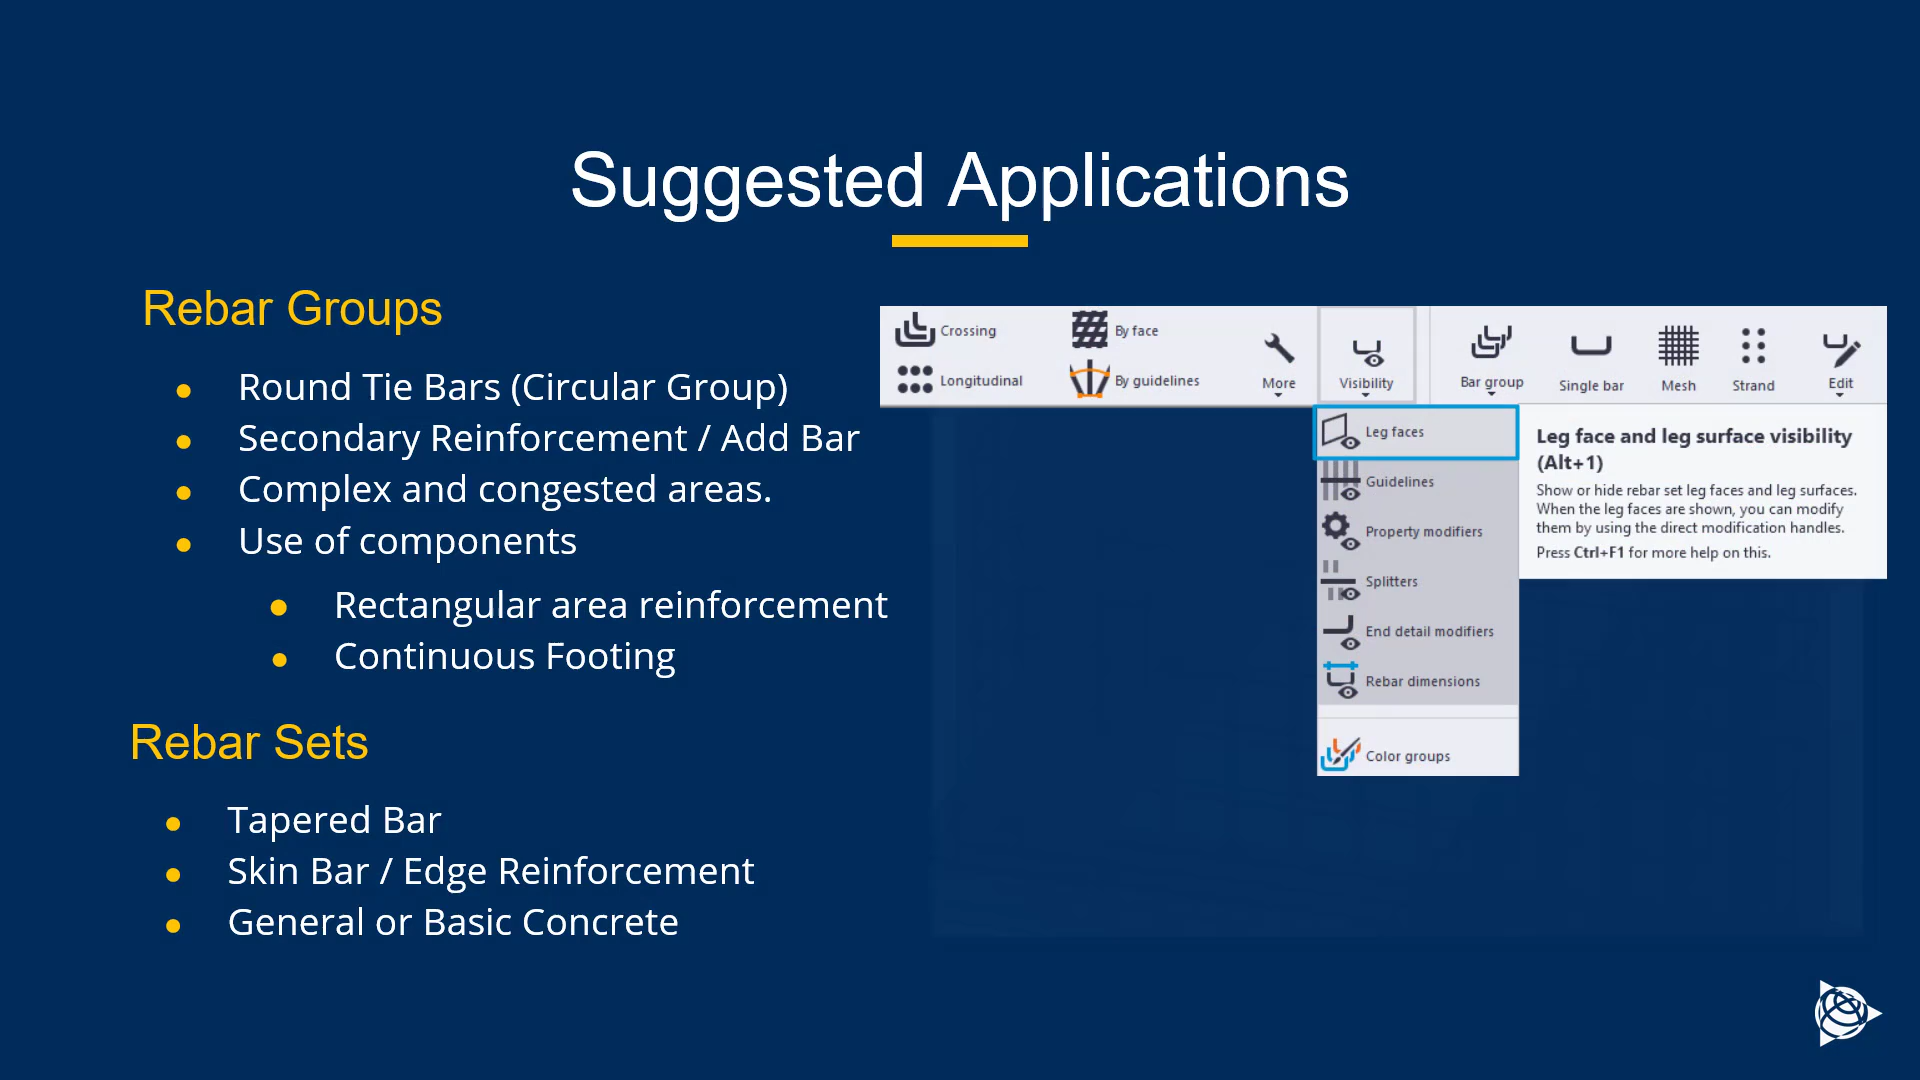 Suggested Applications
Rebar Groups
Round Tie Bars (Circular Group)
Secondary Reinforcement / Add Bar
Complex and congested areas.
Use of components
Rectangular area reinforcement
Continuous Footing
Rebar Sets
Tapered Bar
Skin Bar / Edge Reinforcement
General or Basic Concrete
Crossing
By face
Longitudinal
By guidelines
More
Visibility
Bar group
Single bar
Mesh
Strand
Edit
Leg faces
Guidelines
Property modifiers
Splitters
End detail modifiers
Rebar dimensions
Color groups
Leg face and leg surface visibility
(Alt+1)
Show or hide rebar set leg faces and leg surfaces.
When the leg faces are shown, you can modify
them by using the direct modification handles.
Press Ctrl+F1 for more help on this.